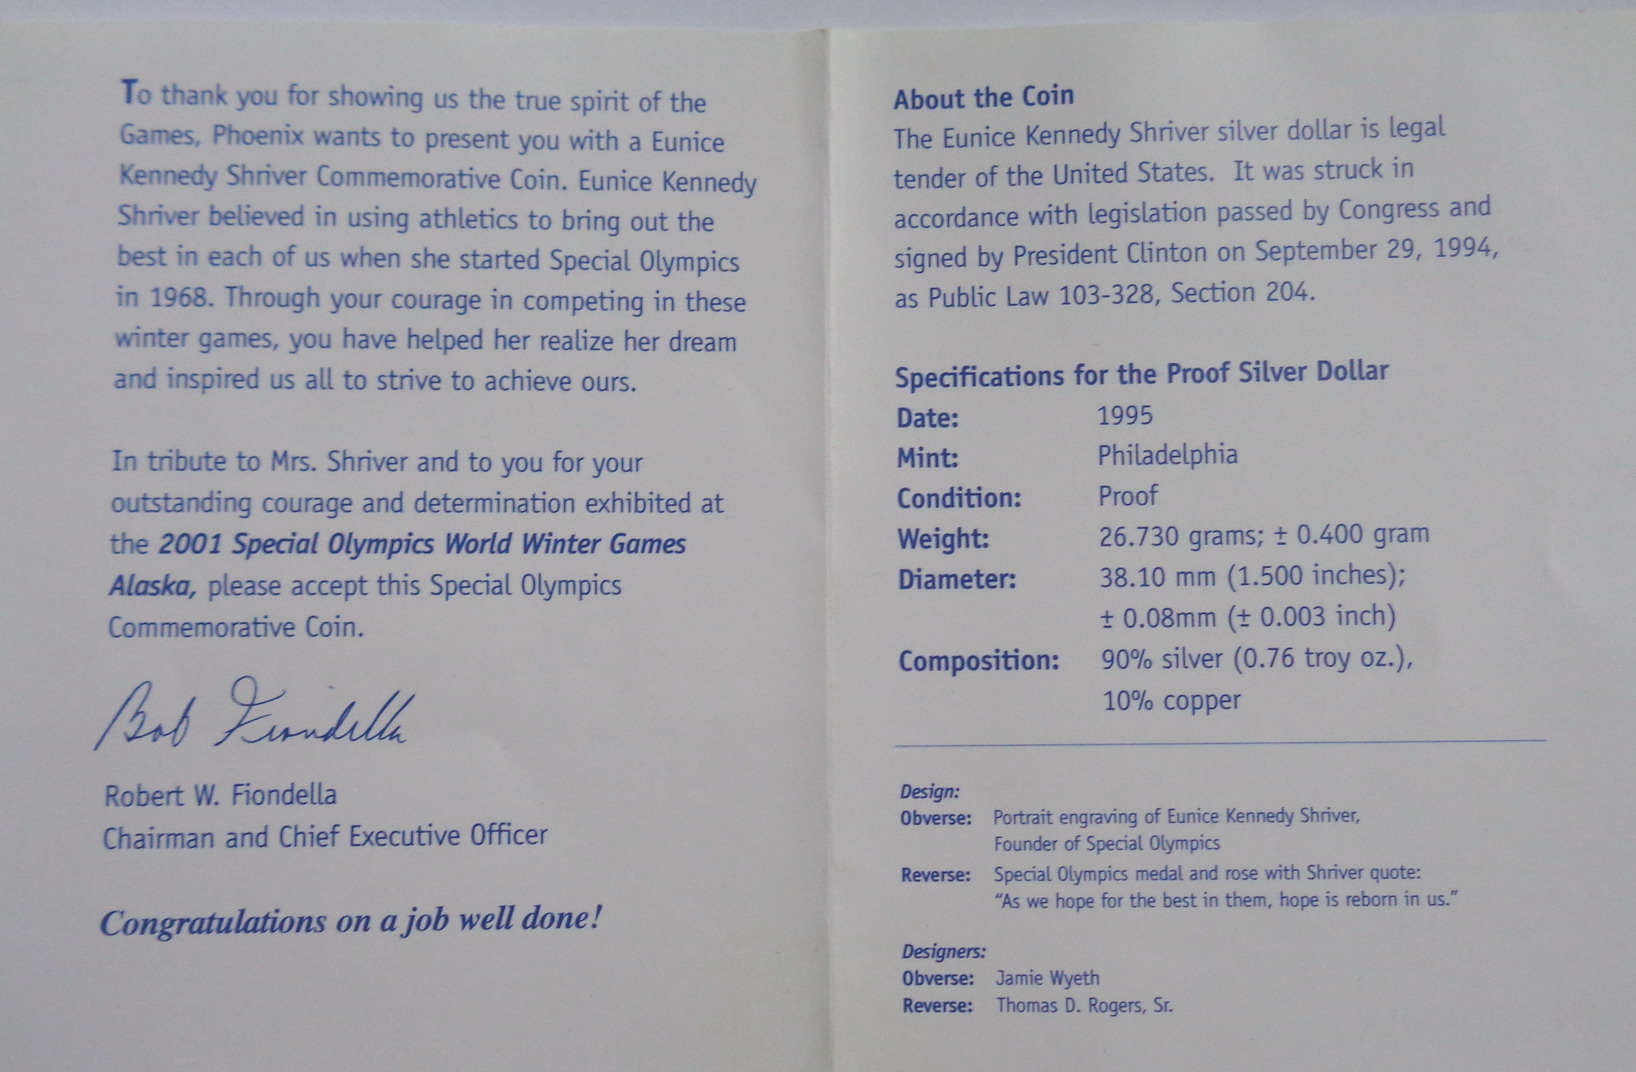 To thank you for showing us the true spirit of the
Games, Phoenix wants to present you with a Eunice
Kennedy Shriver Commemorative Coin. Eunice Kennedy
Shriver believed in using athletics to bring out the
best in each of us when she started Special Olympics
in 1968. Through your courage in competing in these
winter games, you have helped her realize her dream
and inspired us all to strive to achieve ours.
In tribute to Mrs. Shriver and to you for your
outstanding courage and determination exhibited at
the 2001 Special Olympics World Winter Games
Alaska, please accept this Special Olympics
Commemorative Coin.
Bob Fiondella
Robert W. Fiondella
Chairman and Chief Executive Officer
Congratulations on a job well done!
About the Coin
The Eunice Kennedy Shriver silver dollar is legal
tender of the United States. It was struck in
accordance with legislation passed by Congress and
signed by President Clinton on September 29, 1994,
as Public Law 103-328, Section 204.
Specifications for the Proof Silver Dollar
Date: 1995
Mint: Philadelphia
Condition: Proof
Weight: 26.730 grams; ± 0.400 gram
Diameter: 38.10 mm (1.500 inches);
± 0.08mm (± 0.003 inch)
Composition: 90% silver (0.76 troy oz.),
10% copper
Design:
Obverse: Portrait engraving of Eunice Kennedy Shriver,
Founder of Special Olympics
Reverse: Special Olympics medal and rose with Shriver quote:
“As we hope for the best in them, hope is reborn in us.”
Designers:
Obverse: Jamie Wyeth
Reverse: Thomas D. Rogers, Sr.